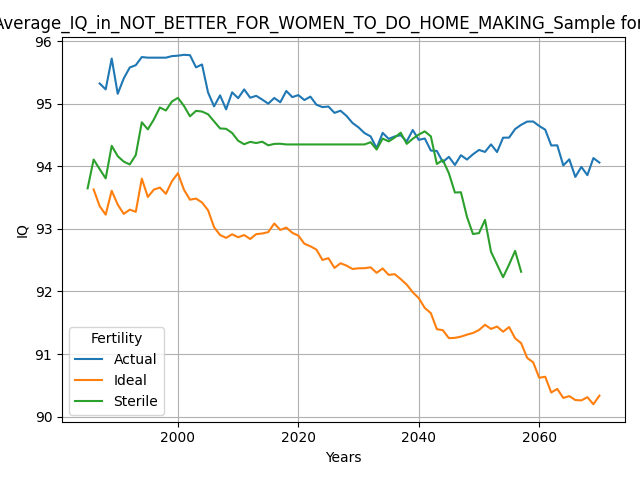 Average_IQ_in_NOT_BETTER_FOR_WOMEN_TO_DO_HOME_MAKING_Sample for
96
95
94
93
92
91
90
IQ
Fertility
Actual
Ideal
Sterile
2000 2020 2040 2060
Years